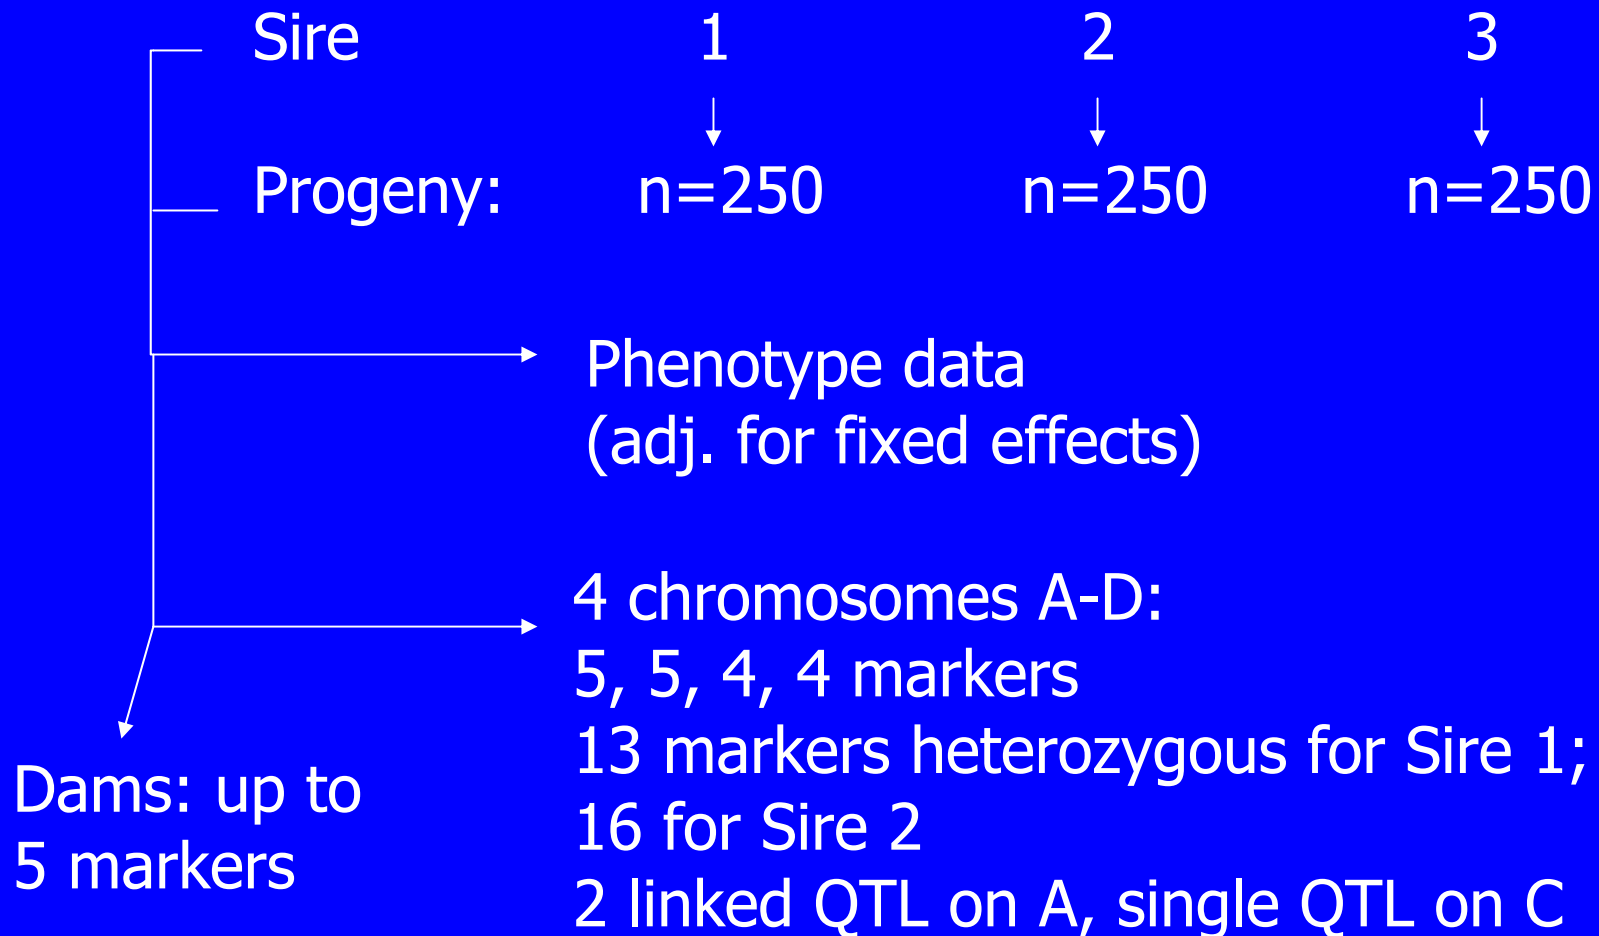 Sire 1 2 3
Progeny: n=250 n=250 n=250
Phenotype data
(adj. for fixed effects)
4 chromosomes A-D:
5, 5, 4, 4 markers
13 markers heterozygous for Sire 1;
16 for Sire 2
2 linked QTL on A, single QTL on C
Dams: up to
5 markers